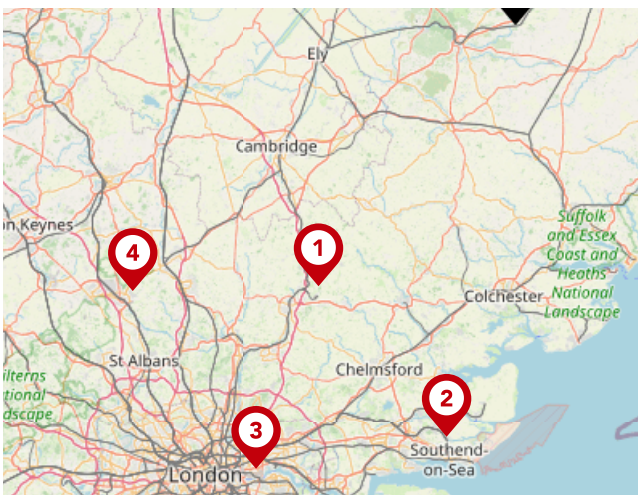 Ely
Cambridge
n Keynes
Suffolk
and Essex
Coast and
Heaths
National
Landscape
4
1
Colchester
St Albans
Chelmsford
ilterns
tional
dscape
2
3
Southend-
on-Sea
London